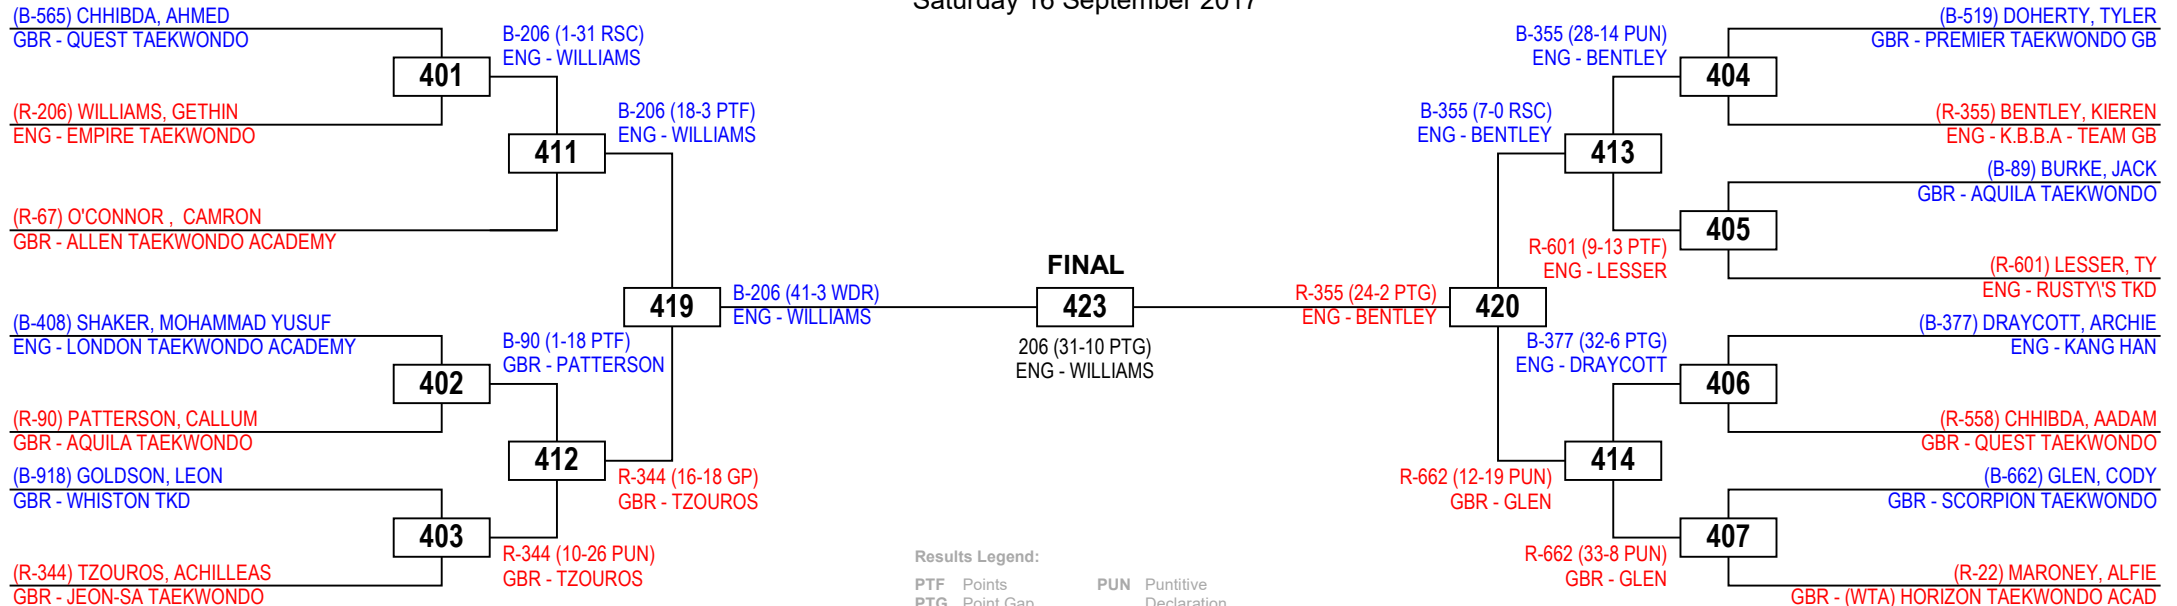 Saturday 16 September 2017
(B-565) CHHIBDA, AHMED
GBR - QUEST TAEKWONDO
401
(R-206) WILLIAMS, GETHIN
ENG - EMPIRE TAEKWONDO
B-206 (1-31 RSC)
ENG - WILLIAMS
411
(R-67) O'CONNOR , CAMRON
GBR - ALLEN TAEKWONDO ACADEMY
B-206 (18-3 PTF)
ENG - WILLIAMS
(B-408) SHAKER, MOHAMMAD YUSUF
ENG - LONDON TAEKWONDO ACADEMY
402
(R-90) PATTERSON, CALLUM
GBR - AQUILA TAEKWONDO
B-90 (1-18 PTF)
GBR - PATTERSON
412
(B-918) GOLDSON, LEON
GBR - WHISTON TKD
403
(R-344) TZOUROS, ACHILLEAS
GBR - JEON-SA TAEKWONDO
R-344 (10-26 PUN)
GBR - TZOUROS
R-344 (16-18 GP)
GBR - TZOUROS
419
B-206 (41-3 WDR)
ENG - WILLIAMS
FINAL
423
206 (31-10 PTG)
ENG - WILLIAMS
R-355 (24-2 PTG)
ENG - BENTLEY
420
B-355 (7-0 RSC)
ENG - BENTLEY
413
B-355 (28-14 PUN)
ENG - BENTLEY
404
(B-519) DOHERTY, TYLER
GBR - PREMIER TAEKWONDO GB
(R-355) BENTLEY, KIEREN
ENG - K.B.B.A - TEAM GB
(B-89) BURKE, JACK
GBR - AQUILA TAEKWONDO
405
R-601 (9-13 PTF)
ENG - LESSER
(R-601) LESSER, TY
ENG - RUSTY\'S TKD
(B-377) DRAYCOTT, ARCHIE
ENG - KANG HAN
B-377 (32-6 PTG)
ENG - DRAYCOTT
406
(R-558) CHHIBDA, AADAM
GBR - QUEST TAEKWONDO
414
R-662 (12-19 PUN)
GBR - GLEN
(B-662) GLEN, CODY
GBR - SCORPION TAEKWONDO
407
R-662 (33-8 PUN)
GBR - GLEN
(R-22) MARONEY, ALFIE
GBR - (WTA) HORIZON TAEKWONDO ACAD
Results Legend:
PTF Points PUN Puntitive
PTG Point Gap Declaration